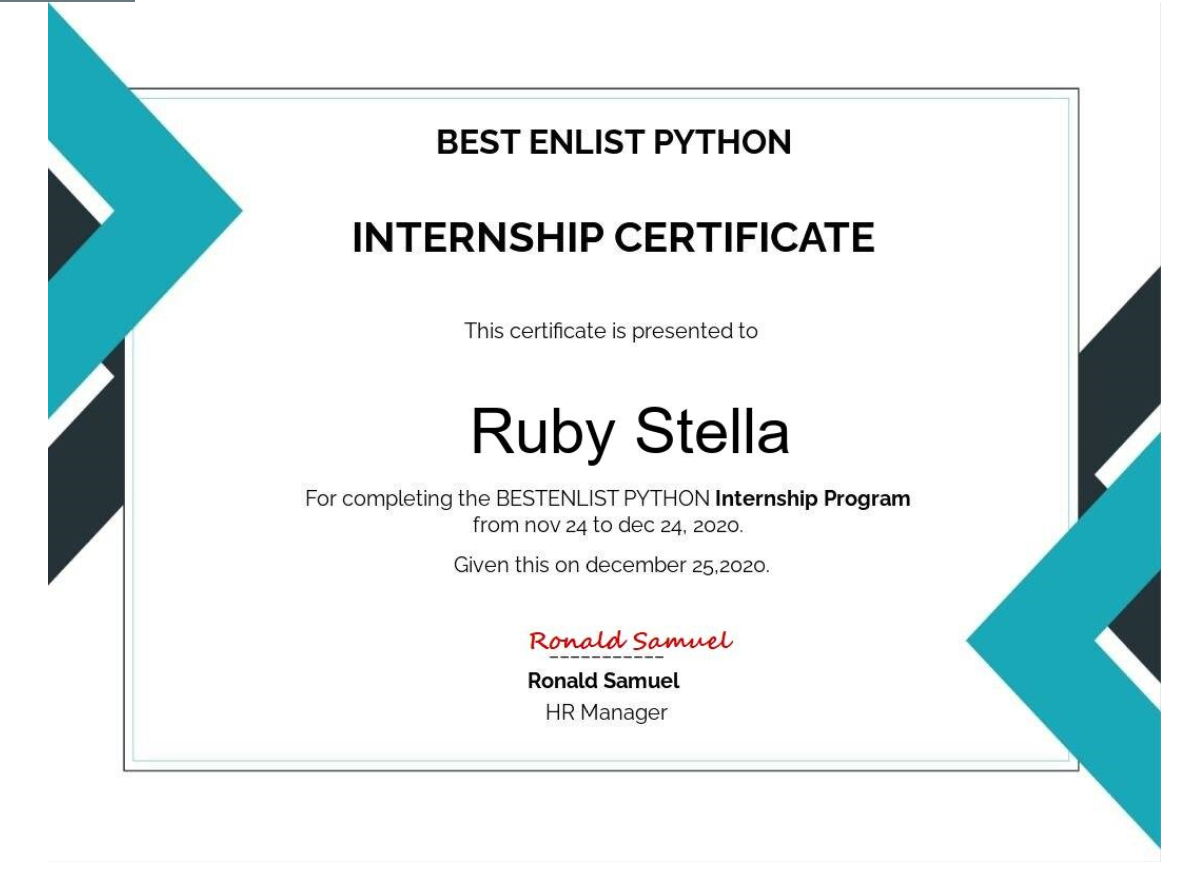 BEST ENLIST PYTHON
INTERNSHIP CERTIFICATE
This certificate is presented to
Ruby Stella
For completing the BESTENLIST PYTHON Internship Program
from nov 24 to dec 24, 2020.
Given this on december 25,2020.
Ronald Samuel
-----------
Ronald Samuel
HR Manager